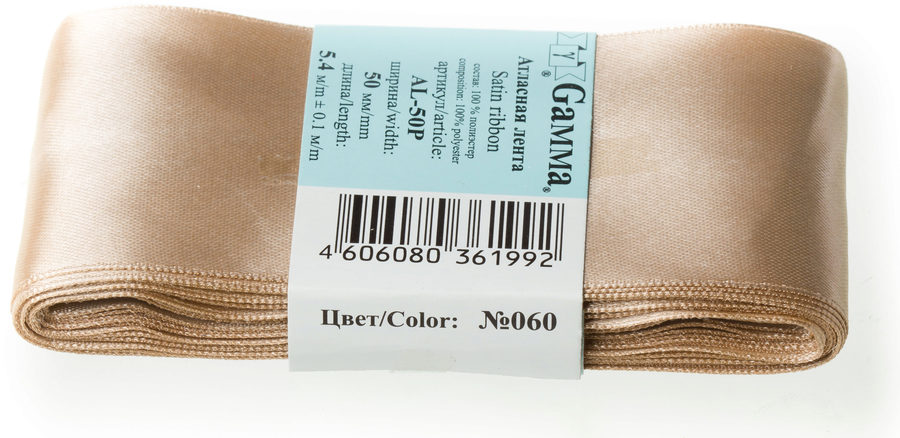 γ®
Gамма®
Атласная лента
Satin ribbon
состав: 100 % полиэстер
composition: 100% polyester
артикул/article:
AL-50P
ширина/width:
50 мм/mm
длина/length:
5.4 м/m ± 0.1 м/m
4 606080 361992
Цвет/Color: №060